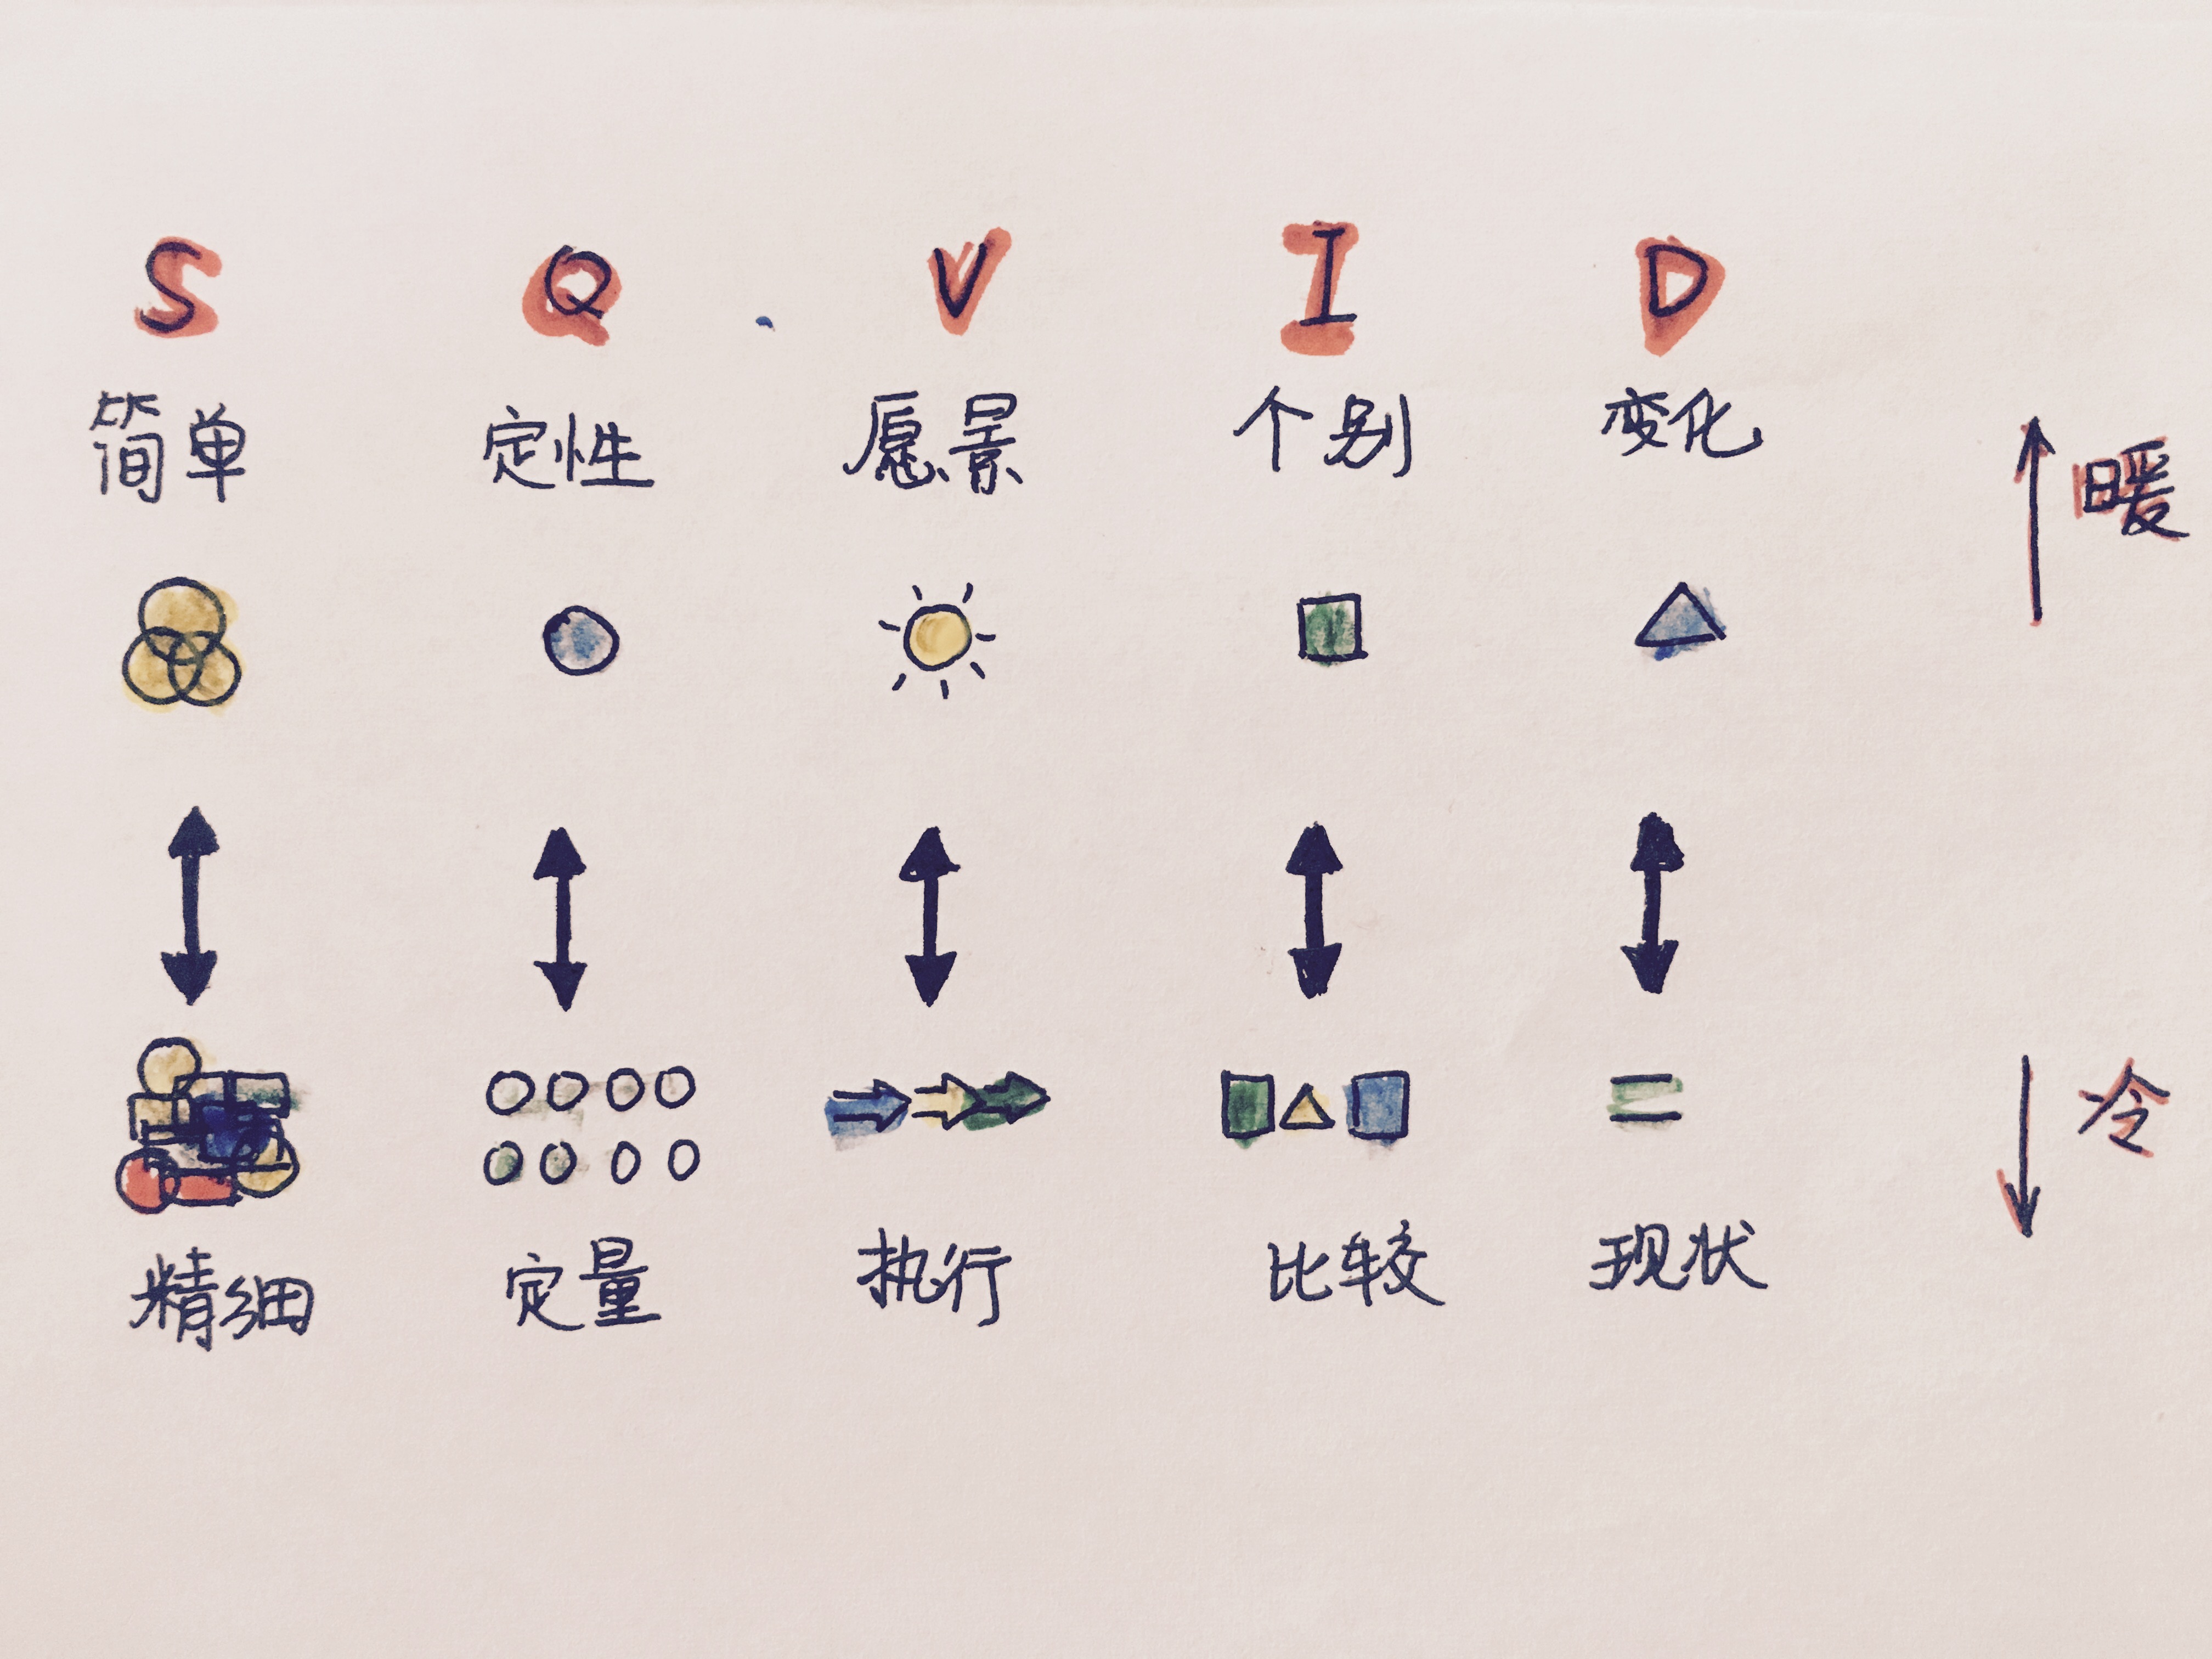 S Q V I D
简单 定性 愿景 个别 变化
暖
冷
精细 定量 执行 比较 现状